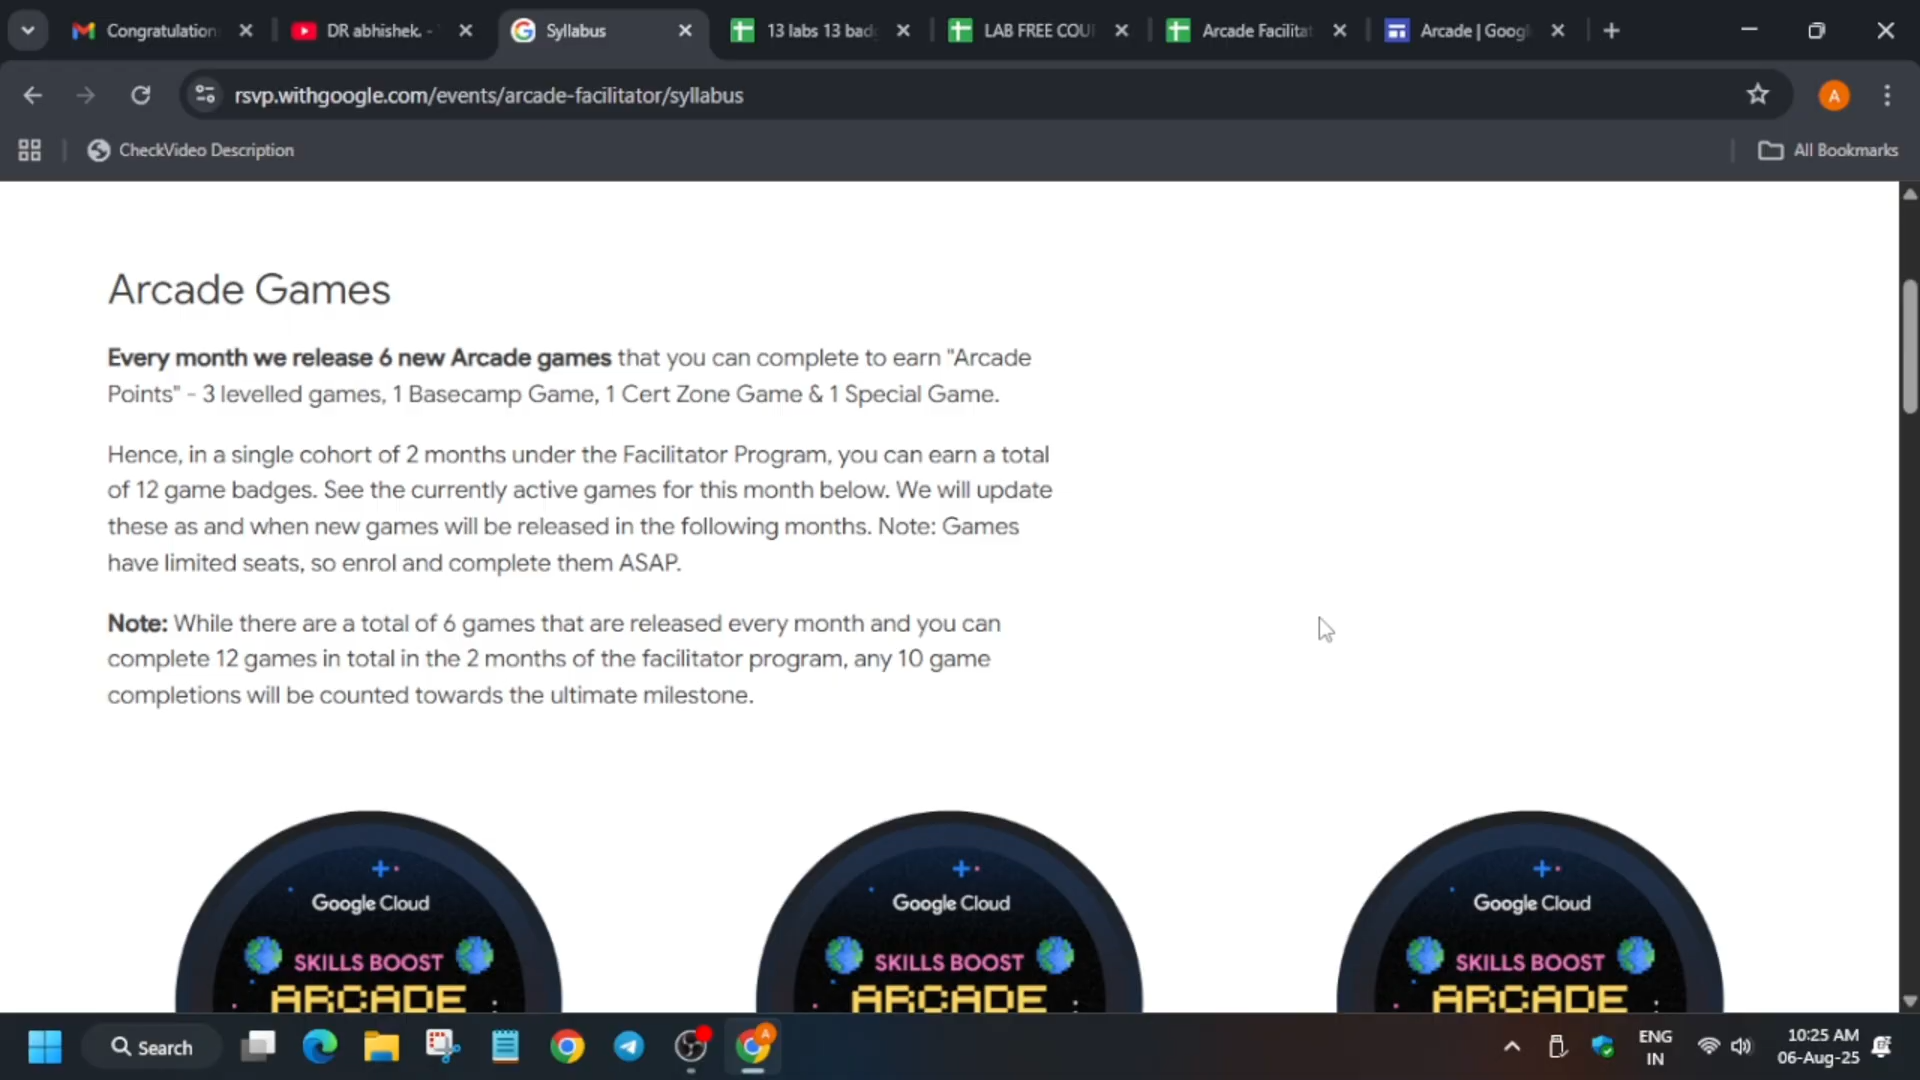 Congratulation
DR abhishek. -
Syllabus
13 labs 13 bad
LAB FREE COU
Arcade Facilitat
Arcade | Googl
rsvp.withgoogle.com/events/arcade-facilitator/syllabus
A
CheckVideo Description
All Bookmarks
Arcade Games
Every month we release 6 new Arcade games that you can complete to earn "Arcade
Points" - 3 levelled games, 1 Basecamp Game, 1 Cert Zone Game & 1 Special Game.
Hence, in a single cohort of 2 months under the Facilitator Program, you can earn a total
of 12 game badges. See the currently active games for this month below. We will update
these as and when new games will be released in the following months. Note: Games
have limited seats, so enrol and complete them ASAP.
Note: While there are a total of 6 games that are released every month and you can
complete 12 games in total in the 2 months of the facilitator program, any 10 game
completions will be counted towards the ultimate milestone.
Google Cloud
SKILLS BOOST
ARCADE
Google Cloud
SKILLS BOOST
ARCADE
Google Cloud
SKILLS BOOST
ARCADE
Search
A
ENG
IN
10:25 AM
06-Aug-25